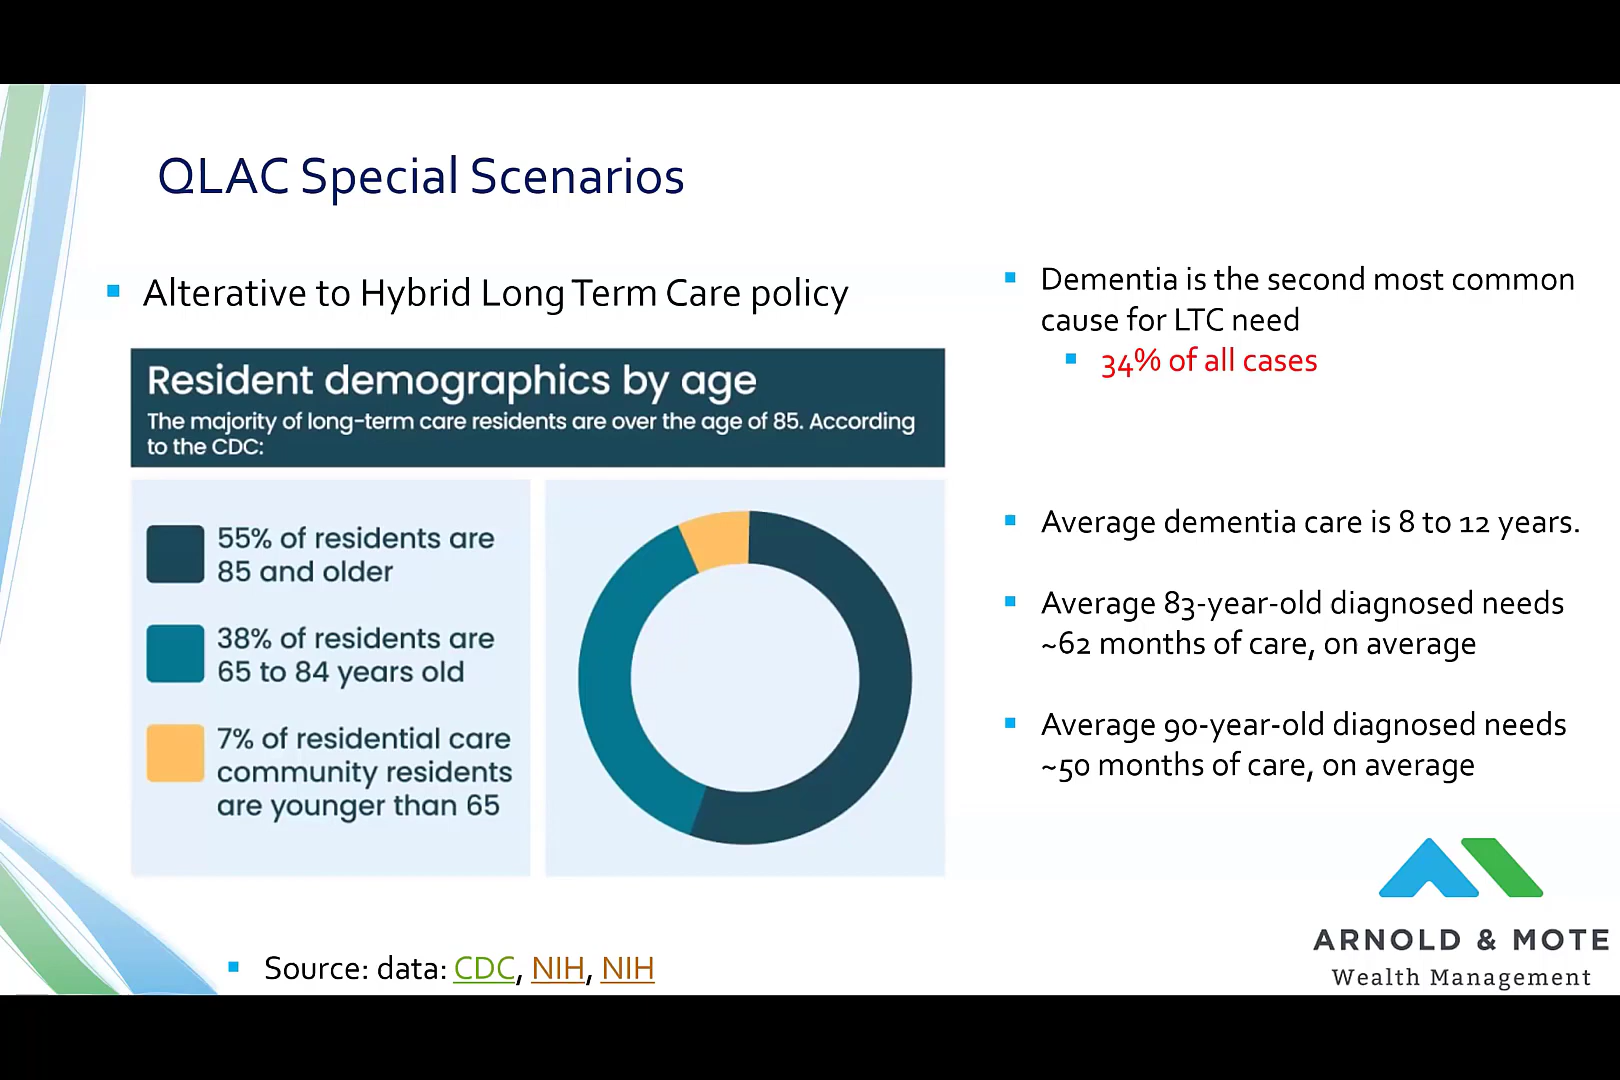 QLAC Special Scenarios
Alterative to Hybrid Long Term Care policy
Resident demographics by age
The majority of long-term care residents are over the age of 85. According
to the CDC:
55% of residents are
85 and older
38% of residents are
65 to 84 years old
7% of residential care
community residents
are younger than 65
Dementia is the second most common
cause for LTC need
34% of all cases
Average dementia care is 8 to 12 years.
Average 83-year-old diagnosed needs
~62 months of care, on average
Average 90-year-old diagnosed needs
~50 months of care, on average
Source: data: CDC, NIH, NIH
ARNOLD & MOTE
Wealth Management